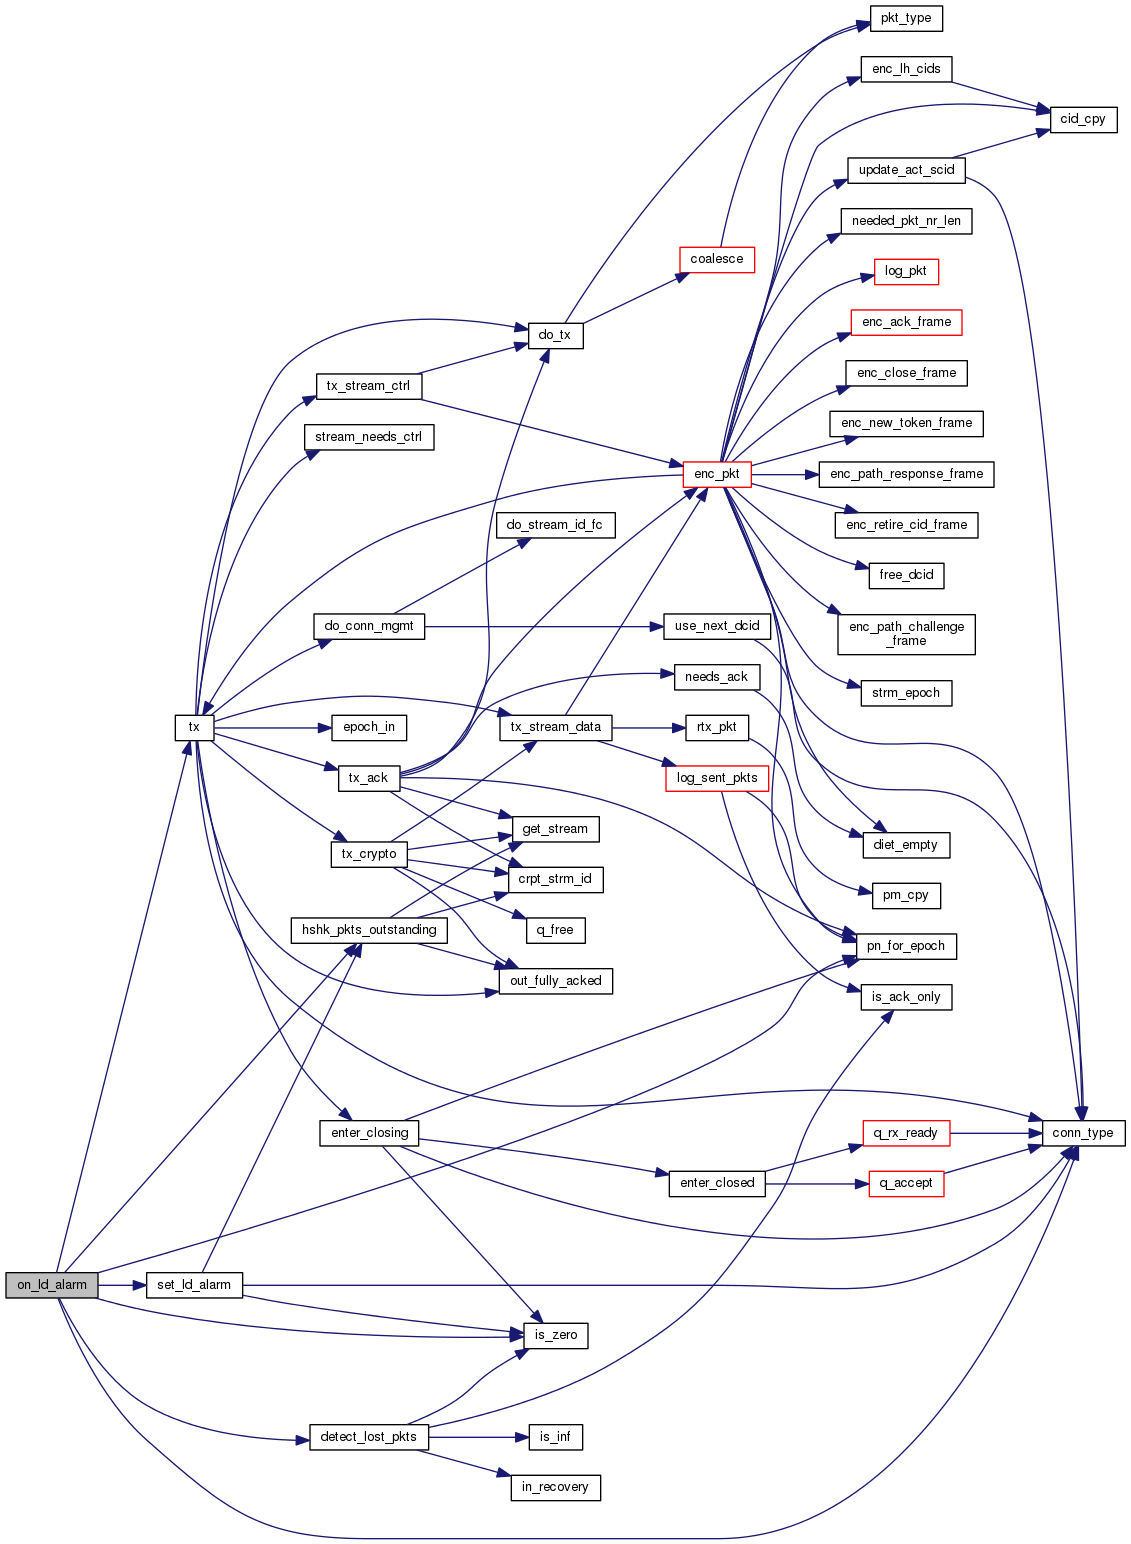 pkt_type
enc_lh_cids
cid_cpy
update_act_scid
needed_pkt_nr_len
coalesce
log_pkt
enc_ack_frame
do_tx
enc_close_frame
tx_stream_ctrl
enc_new_token_frame
stream_needs_ctrl
enc_pkt
enc_path_response_frame
do_stream_id_fc
enc_retire_cid_frame
free_dcid
do_conn_mgmt
use_next_dcid
enc_path_challenge
_frame
needs_ack
strm_epoch
tx
epoch_in
tx_stream_data
rtx_pkt
tx_ack
log_sent_pkts
get_stream
diet_empty
tx_crypto
crpt_strm_id
pm_cpy
hshk_pkts_outstanding
q_free
pn_for_epoch
out_fully_acked
is_ack_only
enter_closing
q_rx_ready
conn_type
enter_closed
q_accept
on_ld_alarm
set_ld_alarm
is_zero
detect_lost_pkts
is_inf
in_recovery